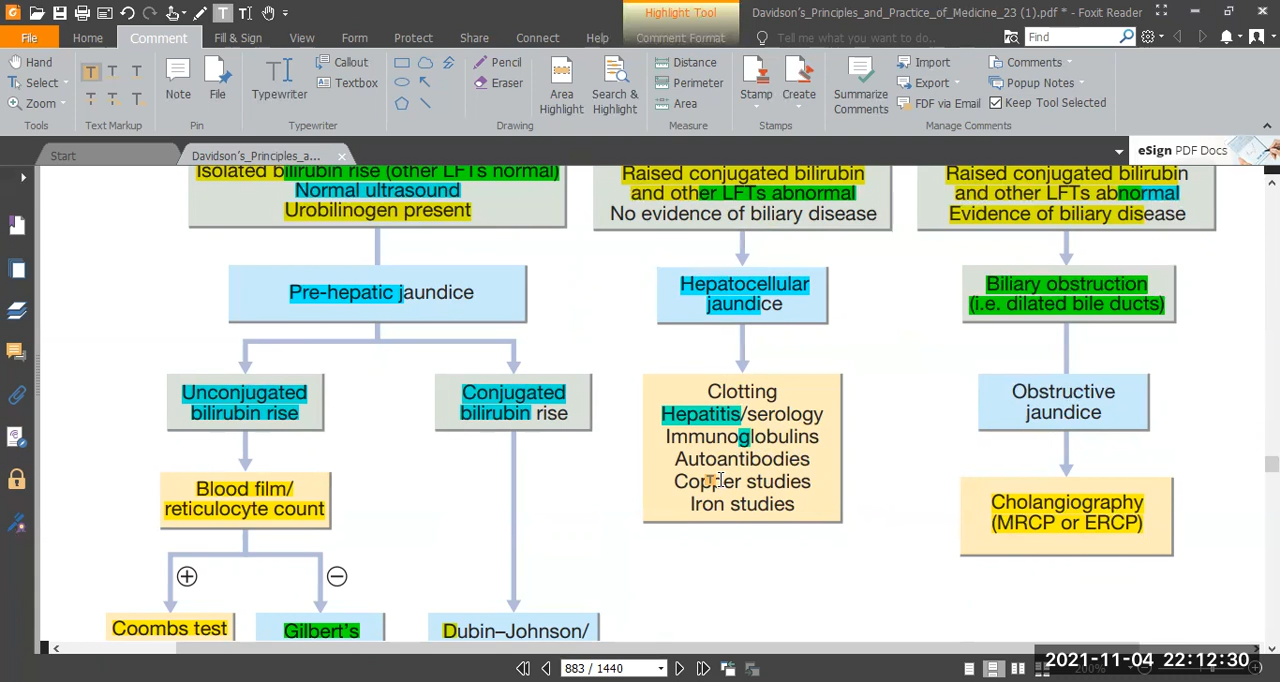 Highlight Tool
Davidson's_Principles_and_Practice_of_Medicine_23 (1).pdf * - Foxit Reader
File
Home
Comment
Fill & Sign
View
Form
Protect
Share
Connect
Help
Comment Format
Tell me what you want to do..
Find
Hand
Select
Zoom
Tools
Text Markup
Note
File
Pin
Typewriter
Callout
Textbox
Typewriter
Pencil
Eraser
Drawing
Area
Highlight
Search &
Highlight
Distance
Perimeter
Area
Measure
Stamp
Create
Stamps
Summarize
Comments
Import
Export
FDF via Email
Comments
Popup Notes
Keep Tool Selected
Manage Comments
Start
Davidson's_Principles_a...
eSign PDF Docs
Isolated bilirubin rise (other LFTs normal)
Normal ultrasound
Urobilinogen present
Raised conjugated bilirubin
and other LFTs abnormal
No evidence of biliary disease
Raised conjugated bilirubin
and other LFTs abnormal
Evidence of biliary disease
Pre-hepatic jaundice
Hepatocellular
jaundice
Biliary obstruction
(i.e. dilated bile ducts)
Unconjugated
bilirubin rise
Conjugated
bilirubin rise
Clotting
Hepatitis/serology
Immunoglobulins
Autoantibodies
Copper studies
Iron studies
Obstructive
jaundice
Blood film/
reticulocyte count
Cholangiography
(MRCP or ERCP)
+
−
Coombs test
Gilbert's
Dubin–Johnson/
883 / 1440
2021-11-04 22:12:30